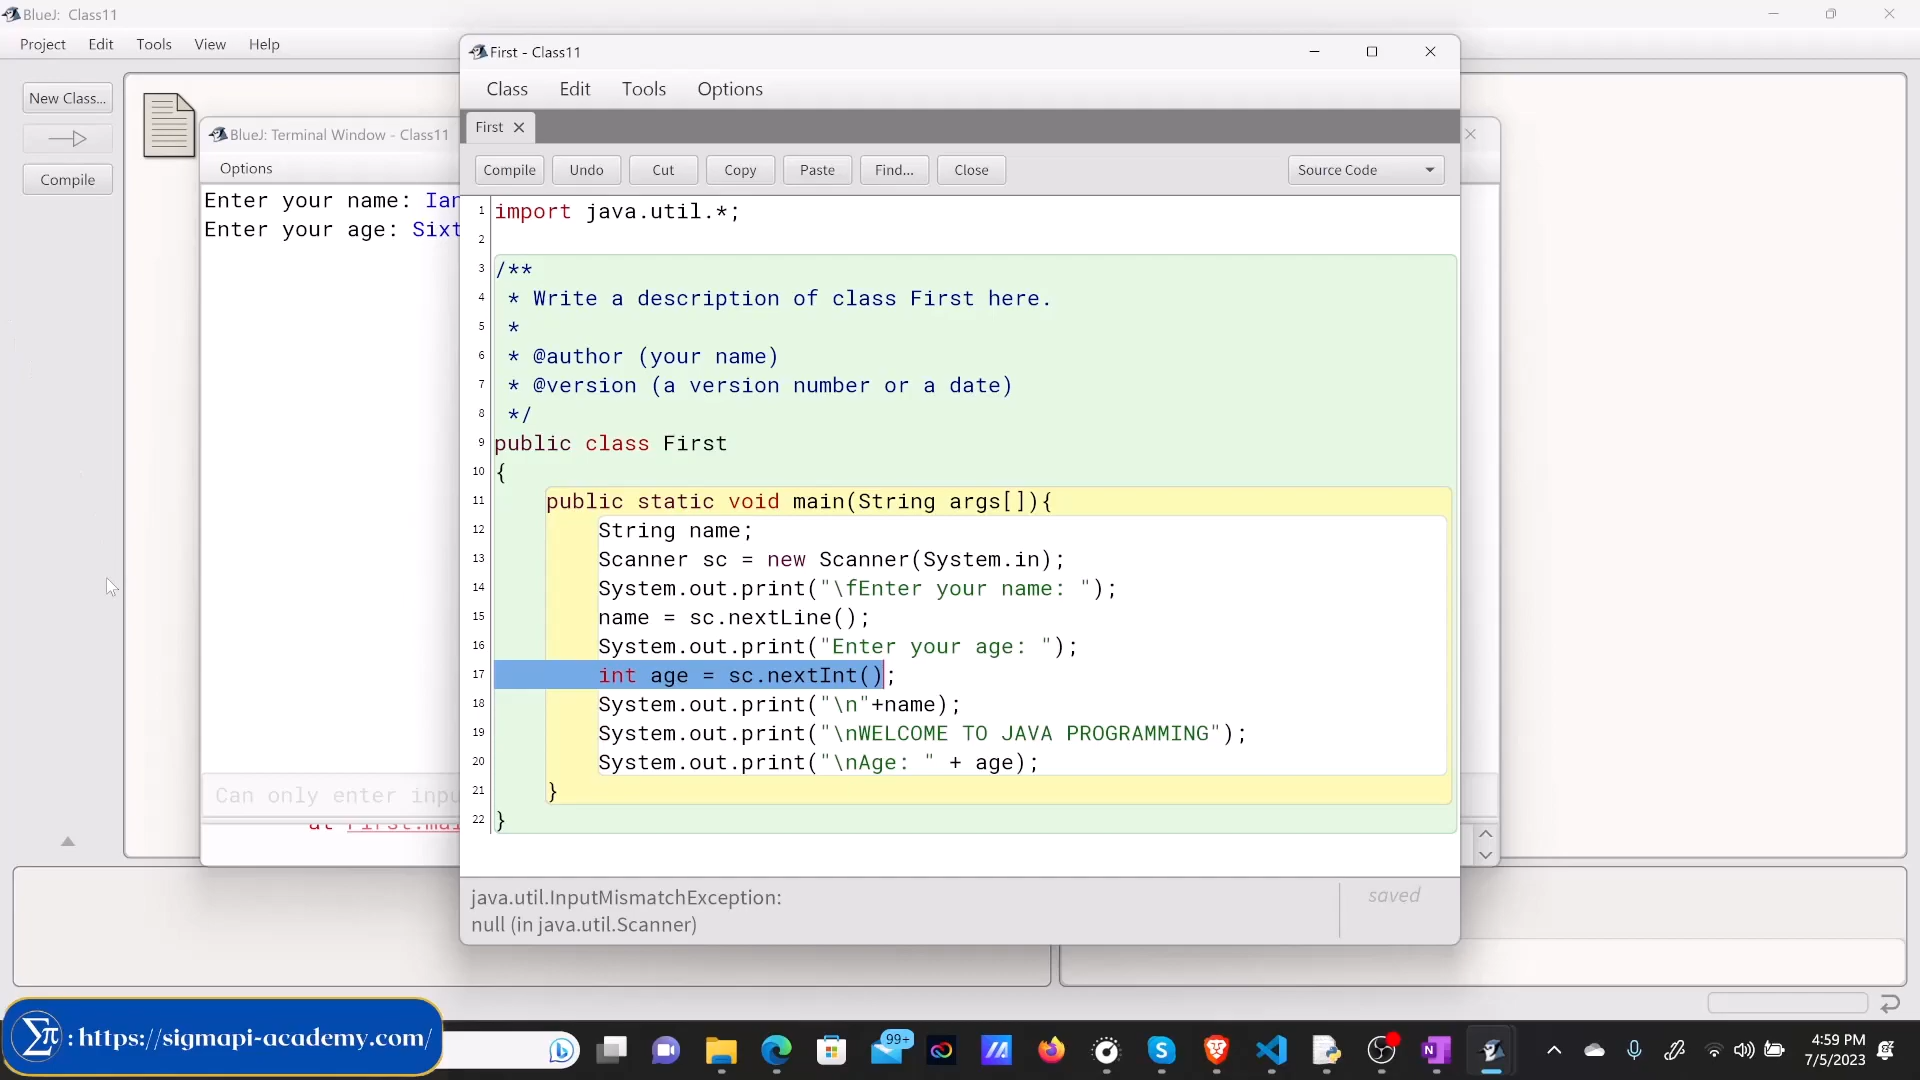 BlueJ: Class11
Project Edit Tools View Help
New Class...
Compile
BlueJ: Terminal Window - Class11
Options
Enter your name: Ian
Enter your age: Sixt
Can only enter inpu
at First.mai
First - Class11
Class Edit Tools Options
First
Compile Undo Cut Copy Paste Find... Close Source Code
1 import java.util.*;
2
3 /**
4 * Write a description of class First here.
5 *
6 * @author (your name)
7 * @version (a version number or a date)
8 */
9 public class First
10 {
11 public static void main(String args[]){
12 String name;
13 Scanner sc = new Scanner(System.in);
14 System.out.print("\fEnter your name: ");
15 name = sc.nextLine();
16 System.out.print("Enter your age: ");
17 int age = sc.nextInt();
18 System.out.print("\n"+name);
19 System.out.print("\nWELCOME TO JAVA PROGRAMMING");
20 System.out.print("\nAge: " + age);
21 }
22 }
java.util.InputMismatchException:
null (in java.util.Scanner)
saved
Σπ : https://sigmapi-academy.com/
99+
4:59 PM
7/5/2023